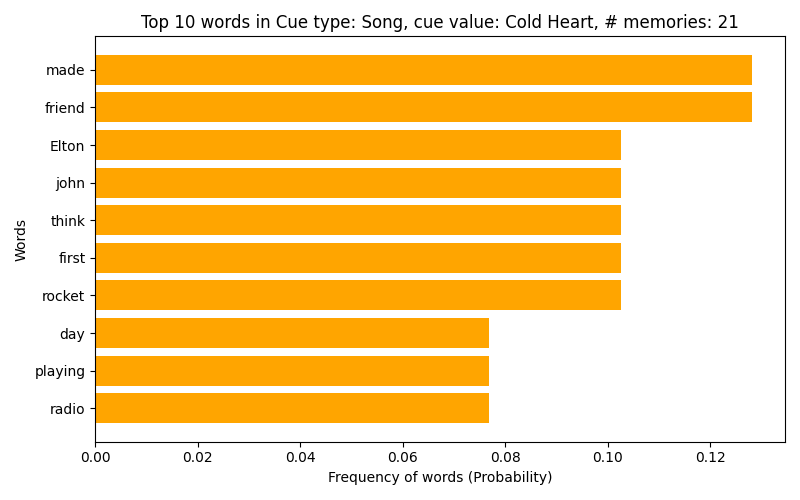 Top 10 words in Cue type: Song, cue value: Cold Heart, # memories: 21
Words
made
friend
Elton
john
think
first
rocket
day
playing
radio
0.00 0.02 0.04 0.06 0.08 0.10 0.12
Frequency of words (Probability)